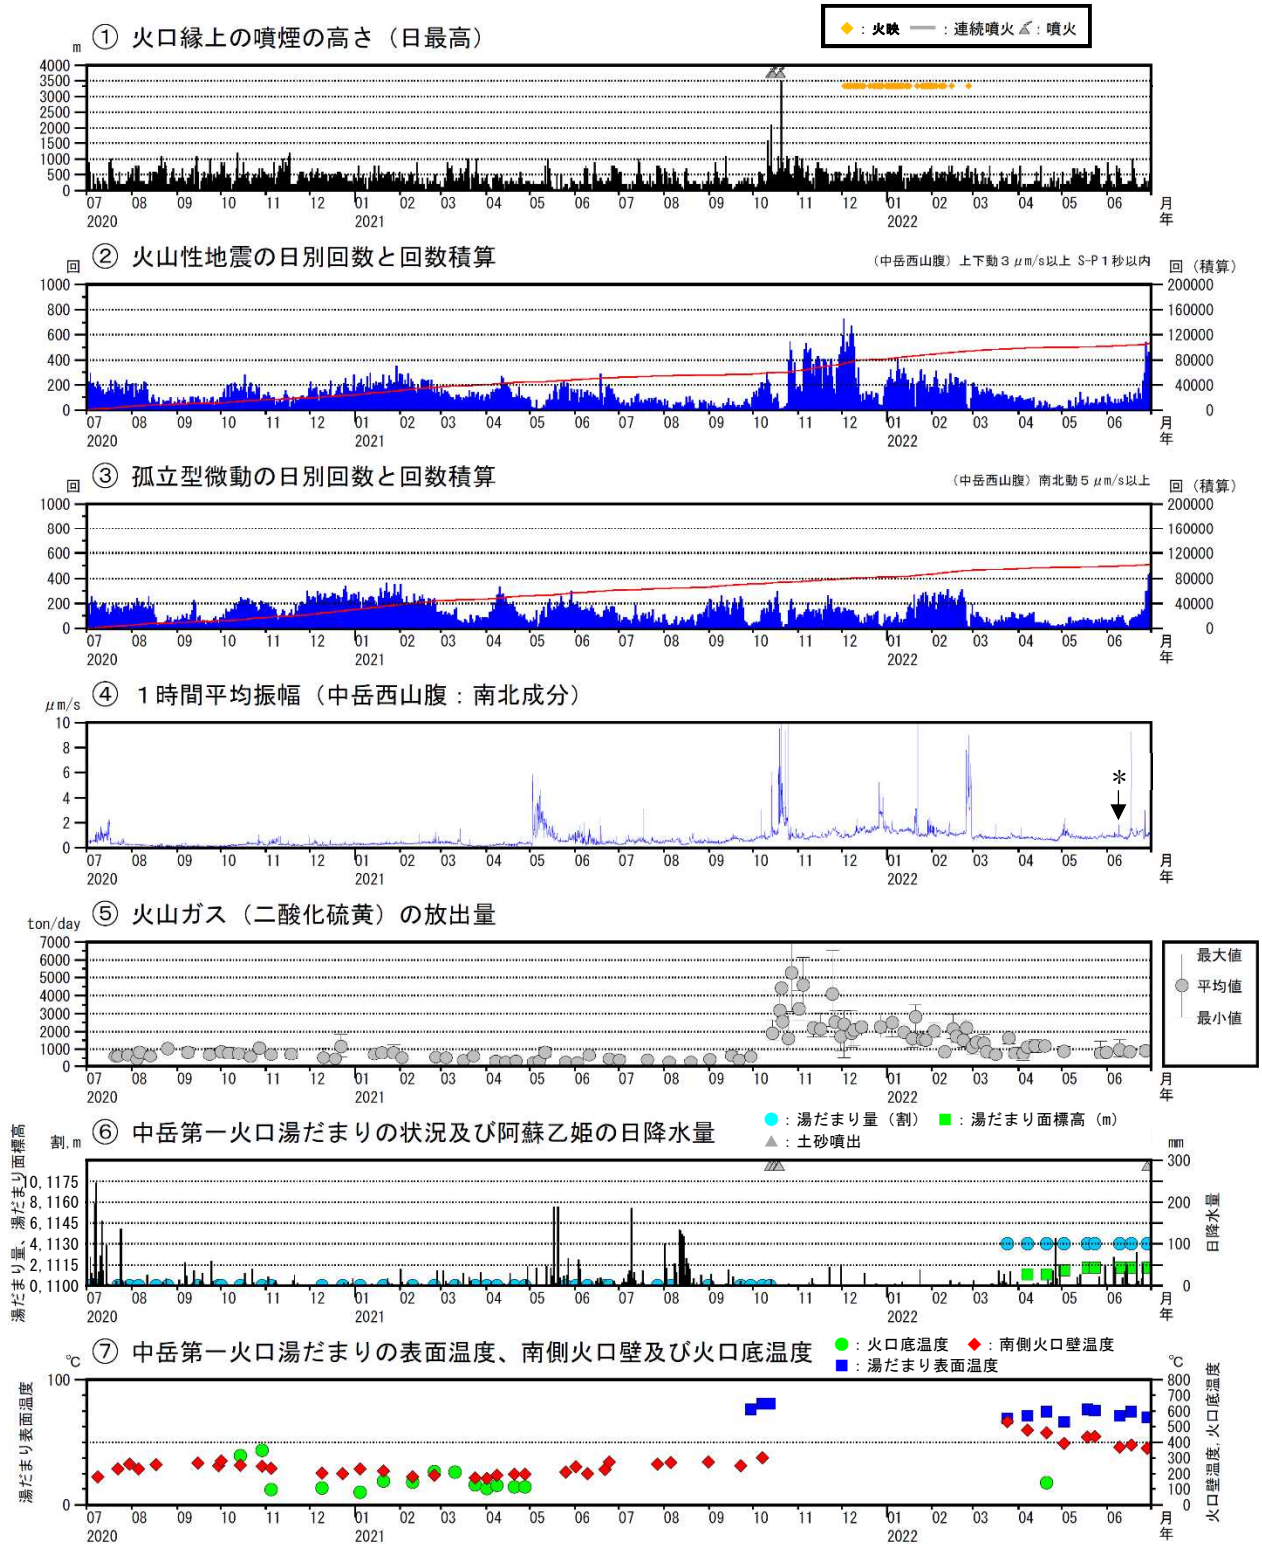 ◆：火映 ―：連続噴火 ：噴火
① 火口縁上の噴煙の高さ（日最高）
m
4000
3500
3000
2500
2000
1500
1000
500
0
07 08 09 10 11 12 01 02 03 04 05 06 07 08 09 10 11 12 01 02 03 04 05 06 月
2020 2021 2022 年
② 火山性地震の日別回数と回数積算
（中岳西山腹）上下動３μm/s以上 S-P１秒以内
回 回（積算）
1000 200000
800 160000
600 120000
400 80000
200 40000
0 0
07 08 09 10 11 12 01 02 03 04 05 06 07 08 09 10 11 12 01 02 03 04 05 06 月
2020 2021 2022 年
③ 孤立型微動の日別回数と回数積算
（中岳西山腹）南北動５μm/s以上
回 回（積算）
1000 200000
800 160000
600 120000
400 80000
200 40000
0 0
07 08 09 10 11 12 01 02 03 04 05 06 07 08 09 10 11 12 01 02 03 04 05 06 月
2020 2021 2022 年
④ １時間平均振幅（中岳西山腹：南北成分）
μm/s
10
8
6
4
2
0
*
07 08 09 10 11 12 01 02 03 04 05 06 07 08 09 10 11 12 01 02 03 04 05 06 月
2020 2021 2022 年
⑤ 火山ガス（二酸化硫黄）の放出量
ton/day
7000
6000
5000
4000
3000
2000
1000
0
最大値
平均値
最小値
07 08 09 10 11 12 01 02 03 04 05 06 07 08 09 10 11 12 01 02 03 04 05 06 月
2020 2021 2022 年
⑥ 中岳第一火口湯だまりの状況及び阿蘇乙姫の日降水量
●：湯だまり量（割） ■：湯だまり面標高（m）
▲：土砂噴出
湯だまり量、湯だまり面標高
割,m mm
10,1175
8,1160
6,1145
4,1130
2,1115
0,1100
300
200
100
0
日降水量
07 08 09 10 11 12 01 02 03 04 05 06 07 08 09 10 11 12 01 02 03 04 05 06 月
2020 2021 2022 年
⑦ 中岳第一火口湯だまりの表面温度、南側火口壁及び火口底温度
●：火口底温度 ◆：南側火口壁温度
■：湯だまり表面温度
湯だまり表面温度
℃ ℃
100
0
800
700
600
500
400
300
200
100
0
火口壁温度、火口底温度
07 08 09 10 11 12 01 02 03 04 05 06 07 08 09 10 11 12 01 02 03 04 05 06 月
2020 2021 2022 年